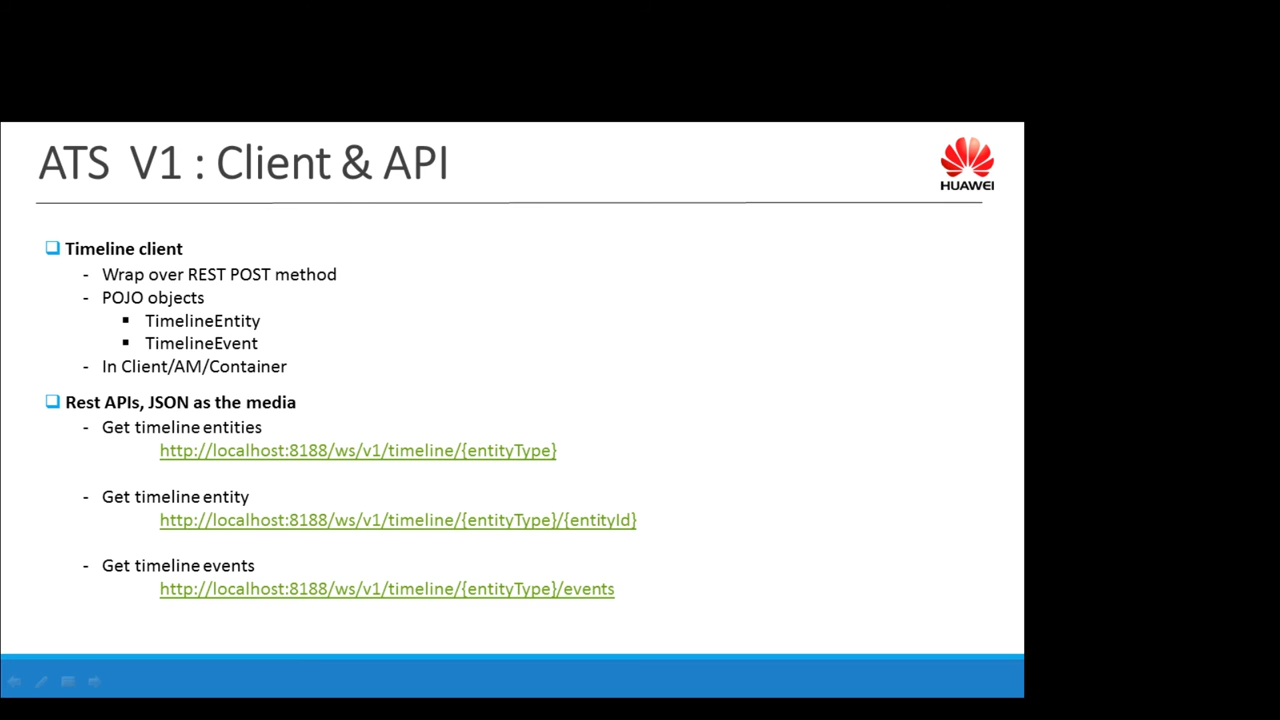 ATS V1 : Client & API
HUAWEI
Timeline client
- Wrap over REST POST method
- POJO objects
▪ TimelineEntity
▪ TimelineEvent
- In Client/AM/Container
Rest APIs, JSON as the media
- Get timeline entities
http://localhost:8188/ws/v1/timeline/{entityType}
- Get timeline entity
http://localhost:8188/ws/v1/timeline/{entityType}/{entityId}
- Get timeline events
http://localhost:8188/ws/v1/timeline/{entityType}/events